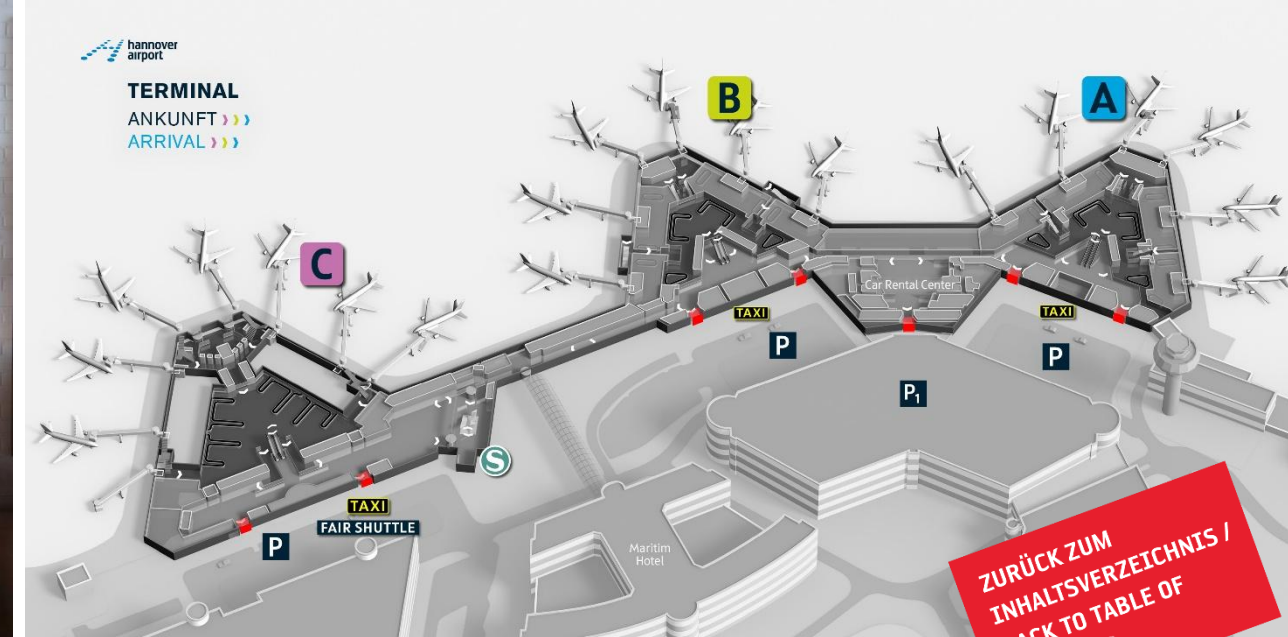 hannover
airport
TERMINAL
ANKUNFT
ARRIVAL
B
A
C
Car Rental Center
TAXI
TAXI
P
P
P1
S
TAXI
FAIR SHUTTLE
P
Maritim
Hotel
ZURÜCK ZUM
INHALTSVERZEICHNIS /
BACK TO TABLE OF